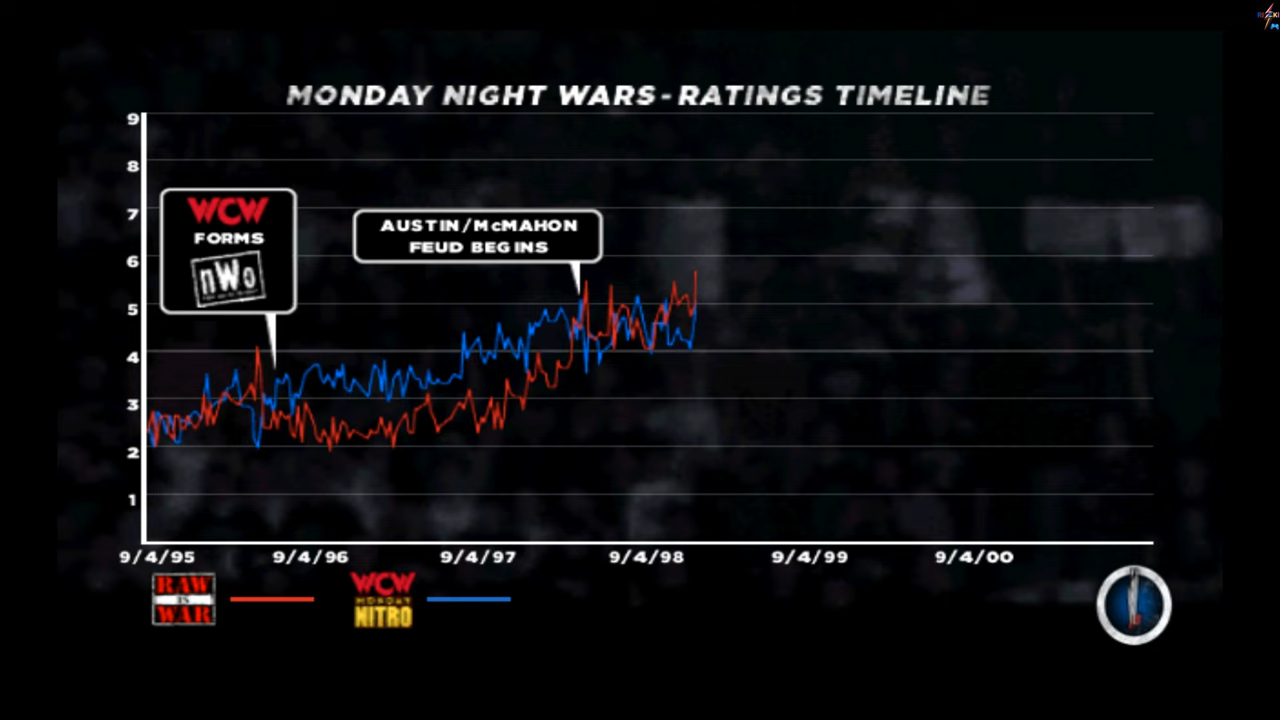 MONDAY NIGHT WARS - RATINGS TIMELINE
9
8
7
6
5
4
3
2
1
WCW
FORMS
nWo
AUSTIN/McMAHON
FEUD BEGINS
9/4/95 9/4/96 9/4/97 9/4/98 9/4/99 9/4/00
RAW
IS
WAR
WCW
MONDAY
NITRO